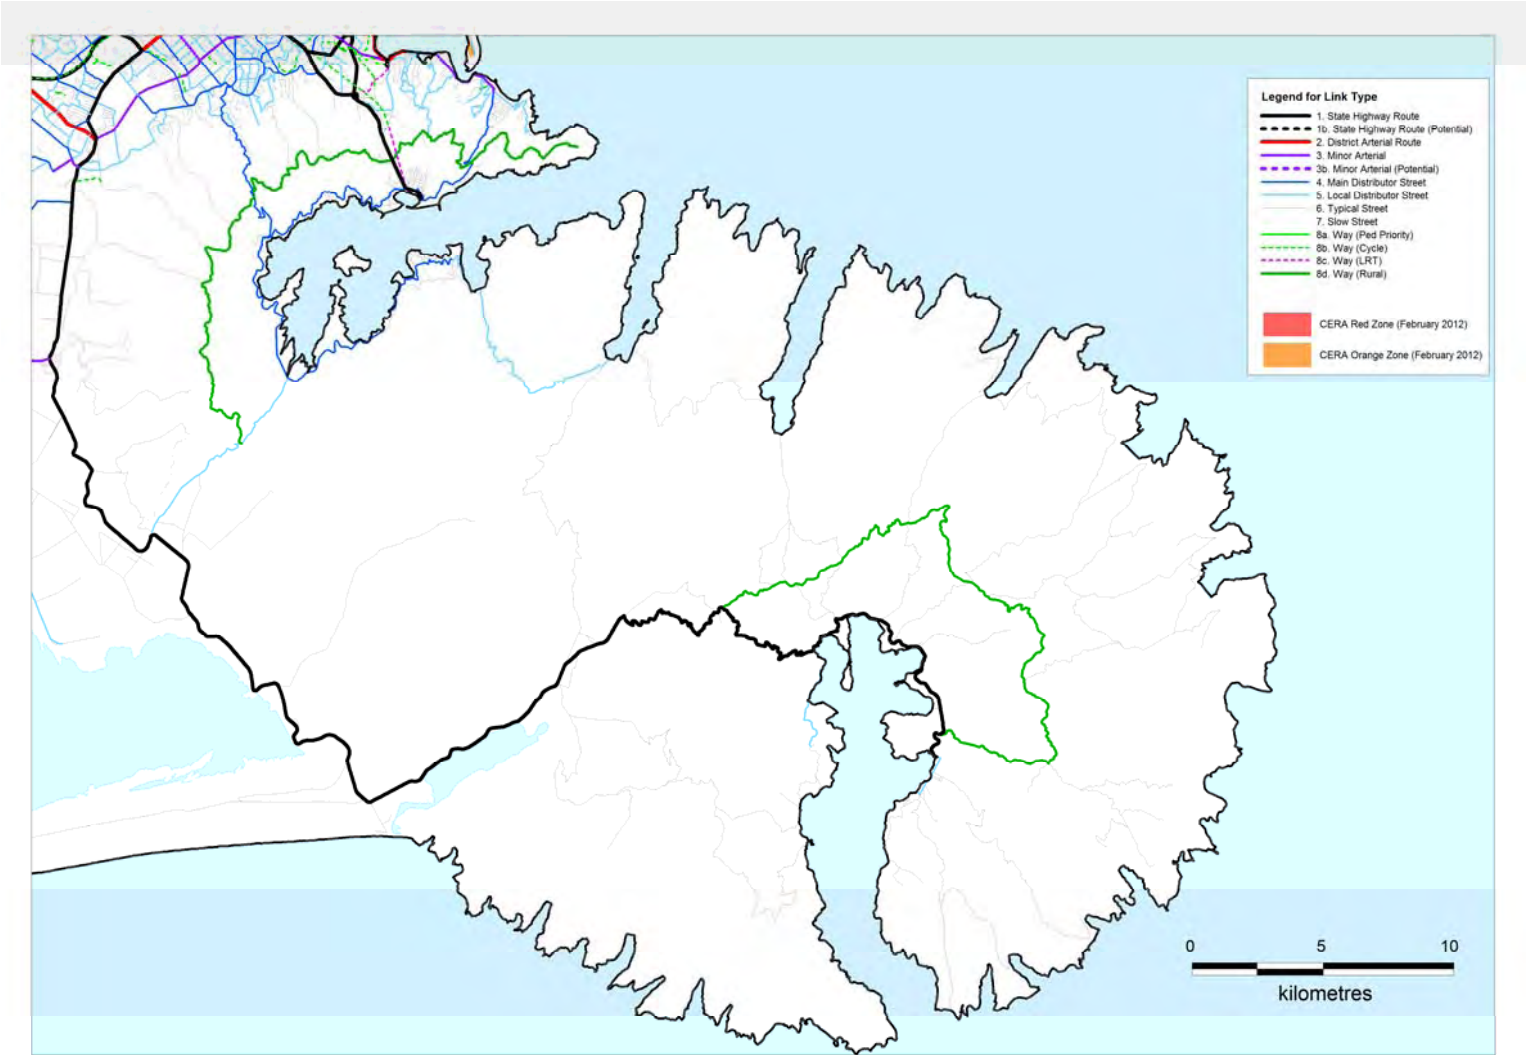 Legend for Link Type
1. State Highway Route
1b. State Highway Route (Potential)
2. District Arterial Route
3. Minor Arterial
3b. Minor Arterial (Potential)
4. Main Distributor Street
5. Local Distributor Street
6. Typical Street
7. Slow Street
8a. Way (Ped Priority)
8b. Way (Cycle)
8c. Way (LRT)
8d. Way (Rural)
CERA Red Zone (February 2012)
CERA Orange Zone (February 2012)
0 5 10
kilometres